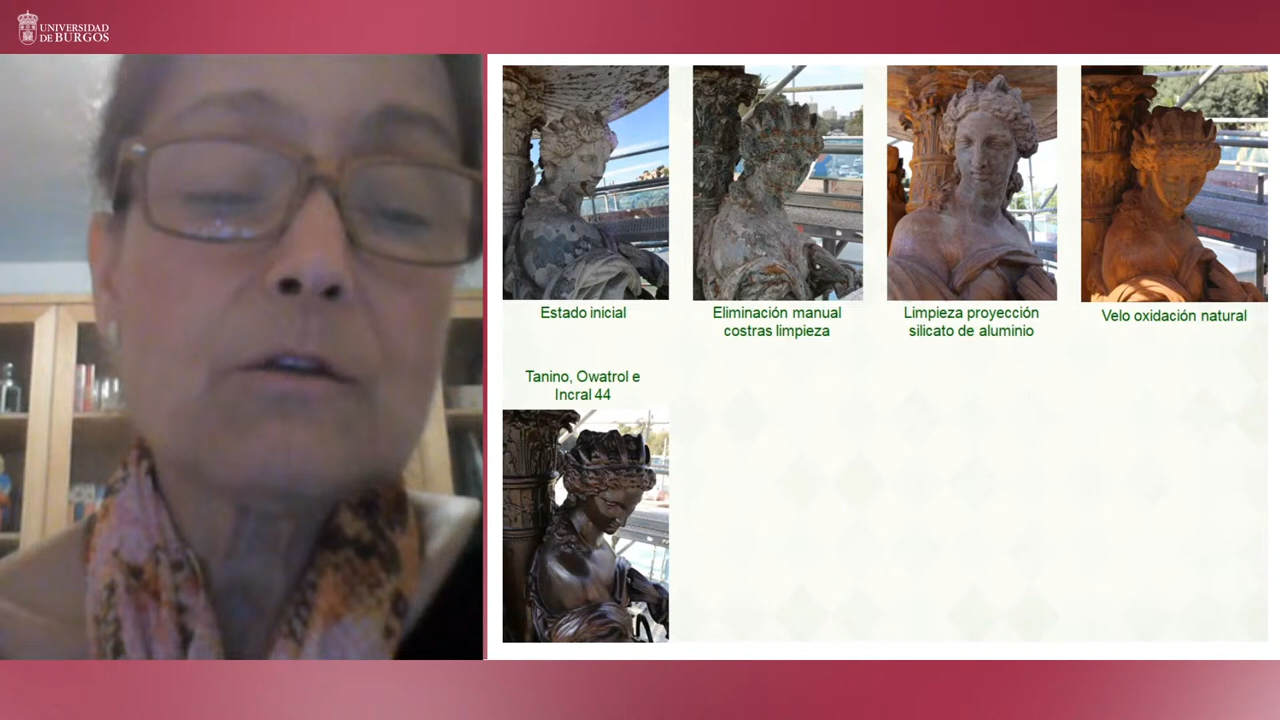 UNIVERSIDAD
DE BURGOS
Estado inicial
Eliminación manual
costras limpieza
Limpieza proyección
silicato de aluminio
Velo oxidación natural
Tanino, Owatrol e
Incral 44